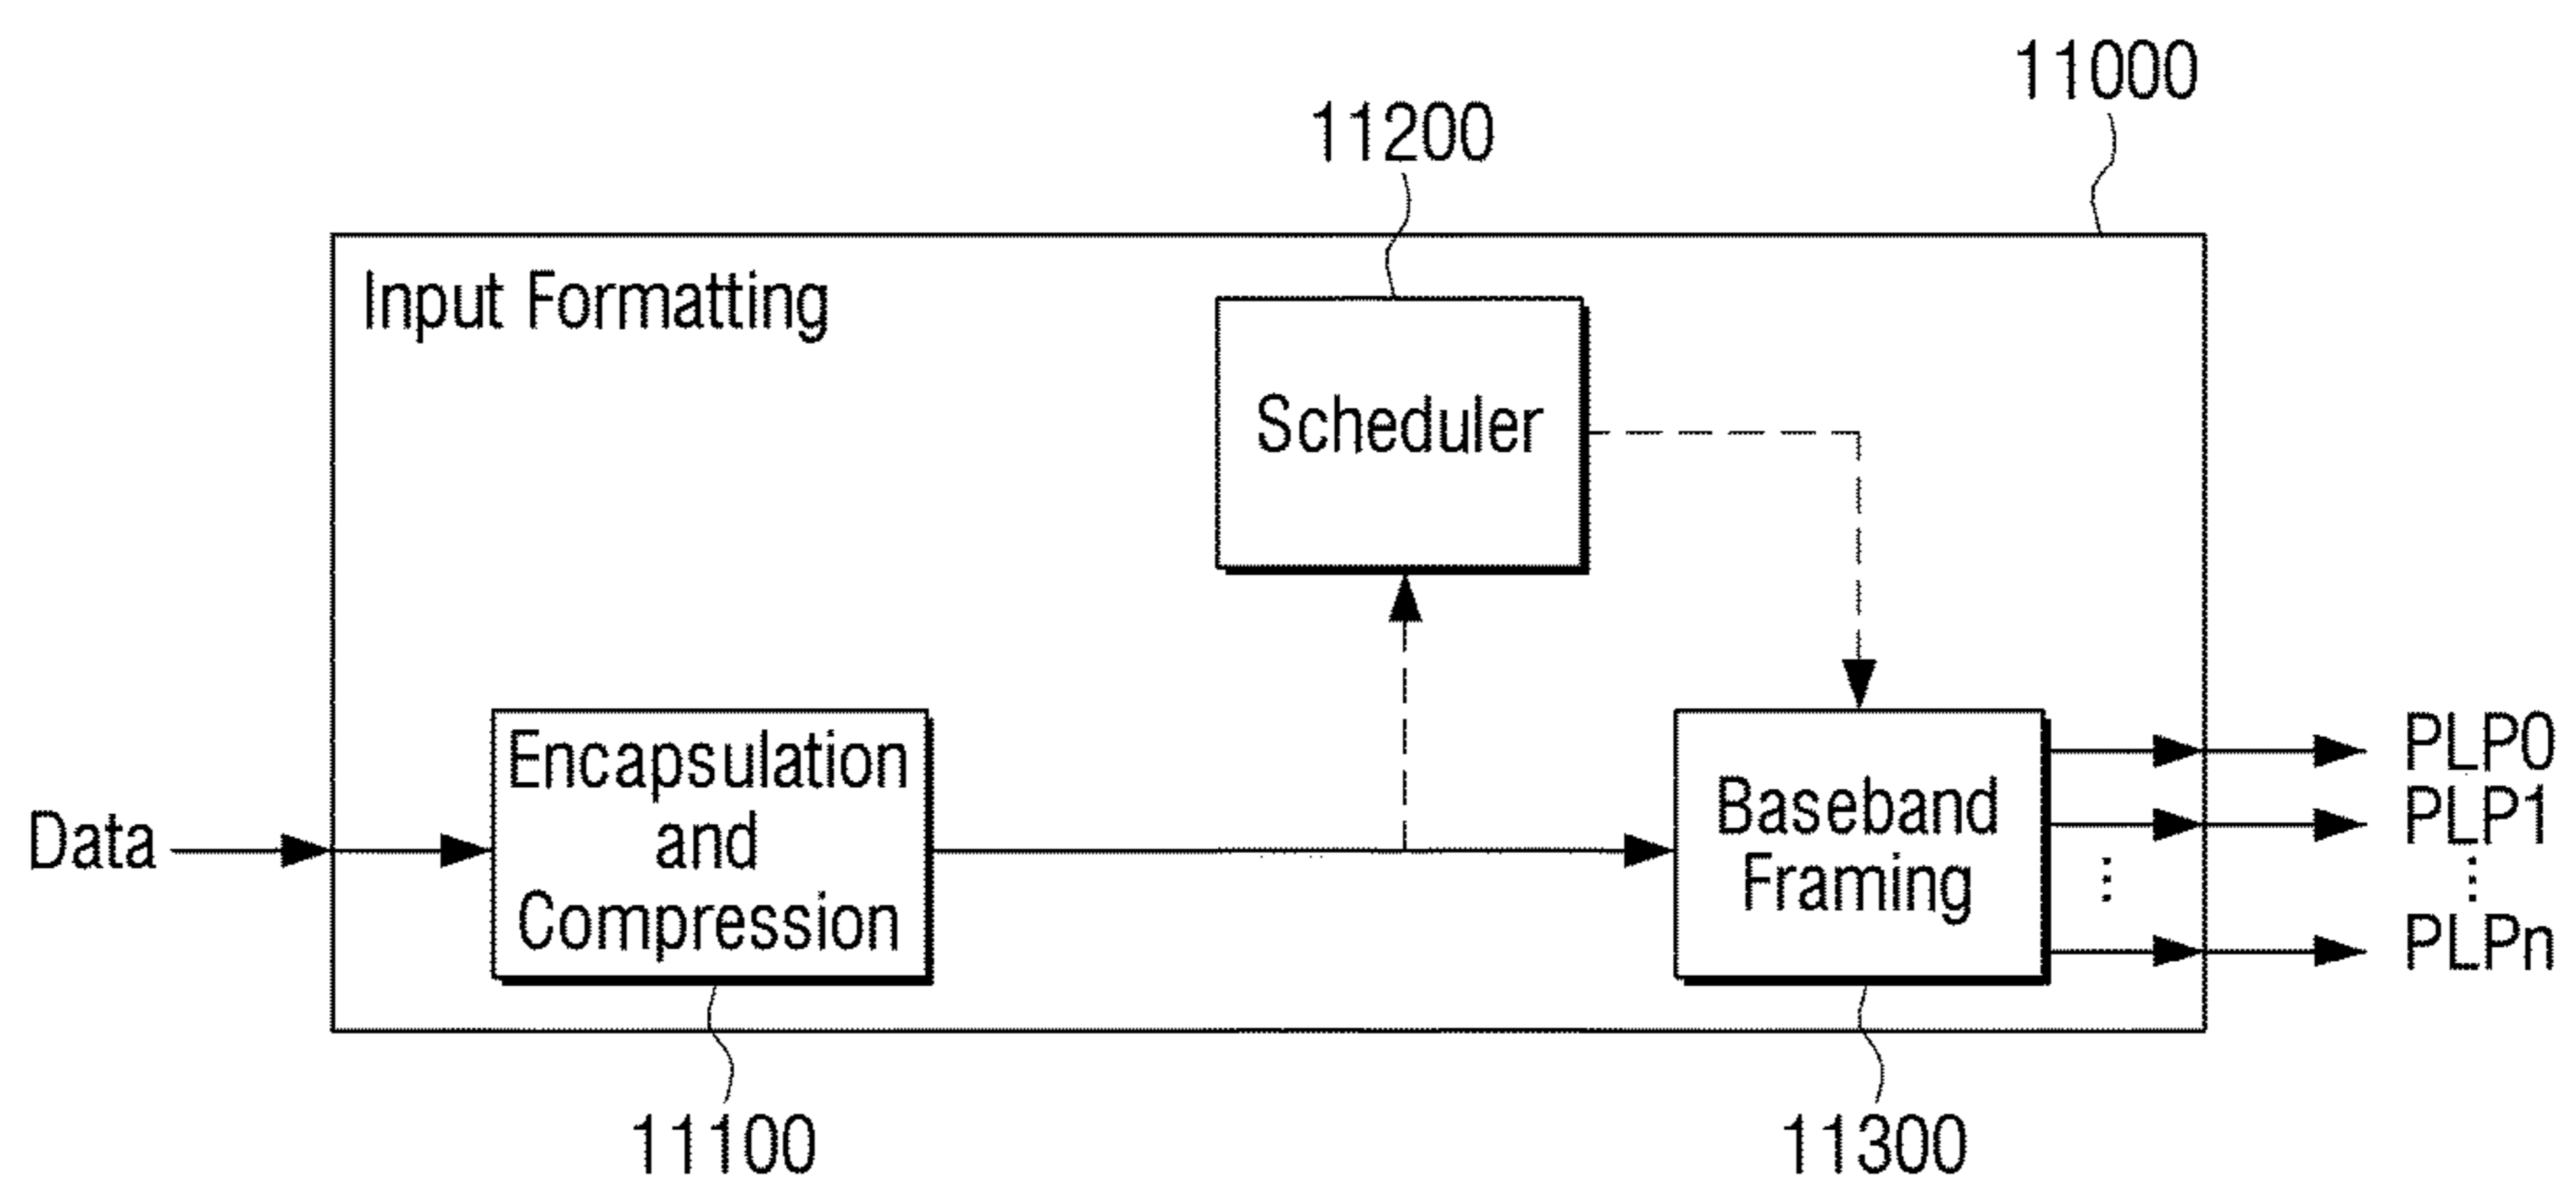 11000
11200
Input Formatting
Scheduler
Encapsulation
and
Compression
Data
Baseband
Framing
PLP0
PLP1
⋮
⋮
PLPn
11100
11300